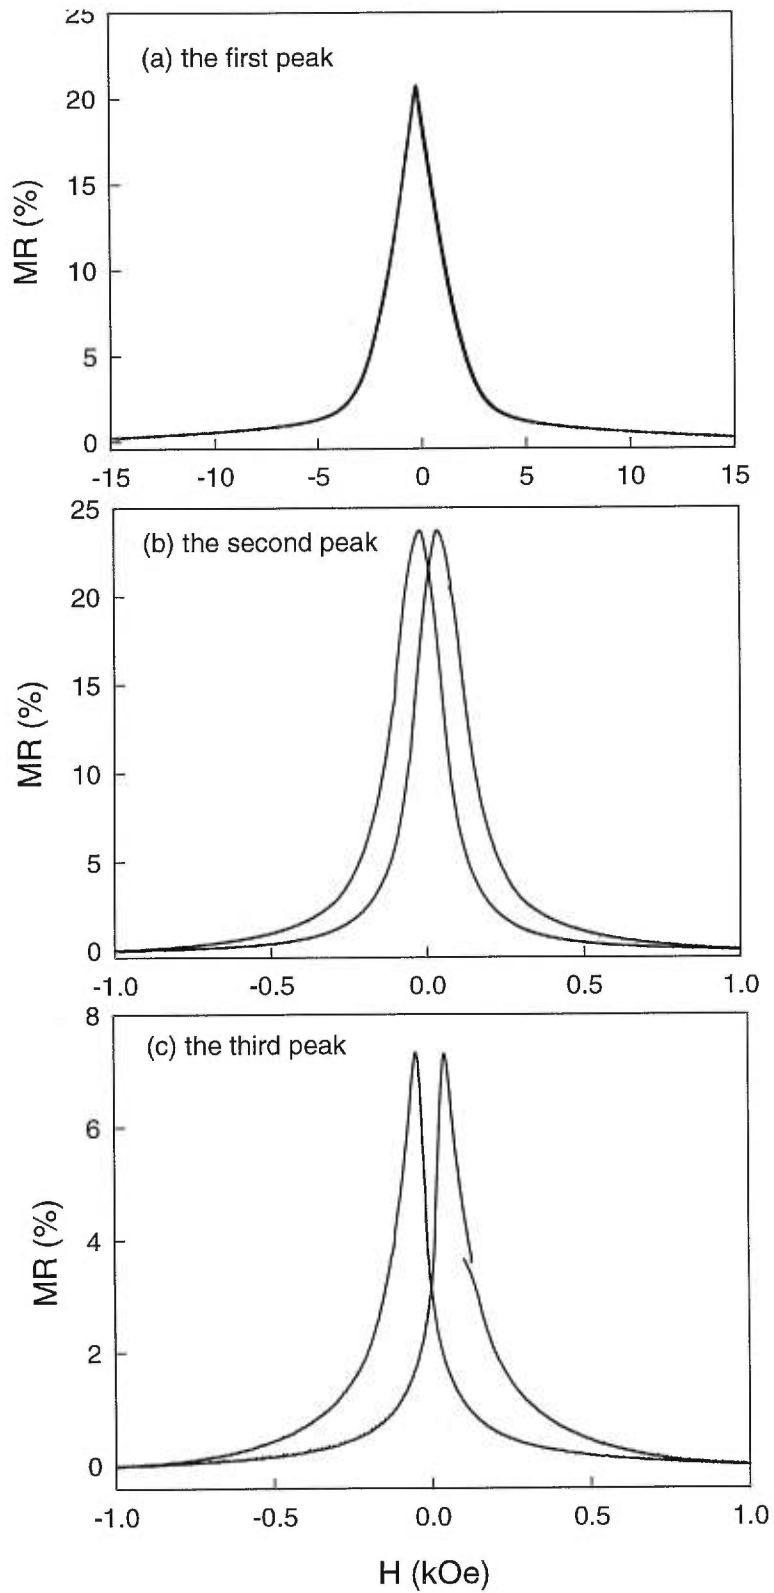 25
(a) the first peak
20
15
10
5
0
MR (%)
-15 -10 -5 0 5 10 15
25
(b) the second peak
20
15
10
5
0
MR (%)
-1.0 -0.5 0.0 0.5 1.0
8
(c) the third peak
6
4
2
0
MR (%)
-1.0 -0.5 0.0 0.5 1.0
H (kOe)